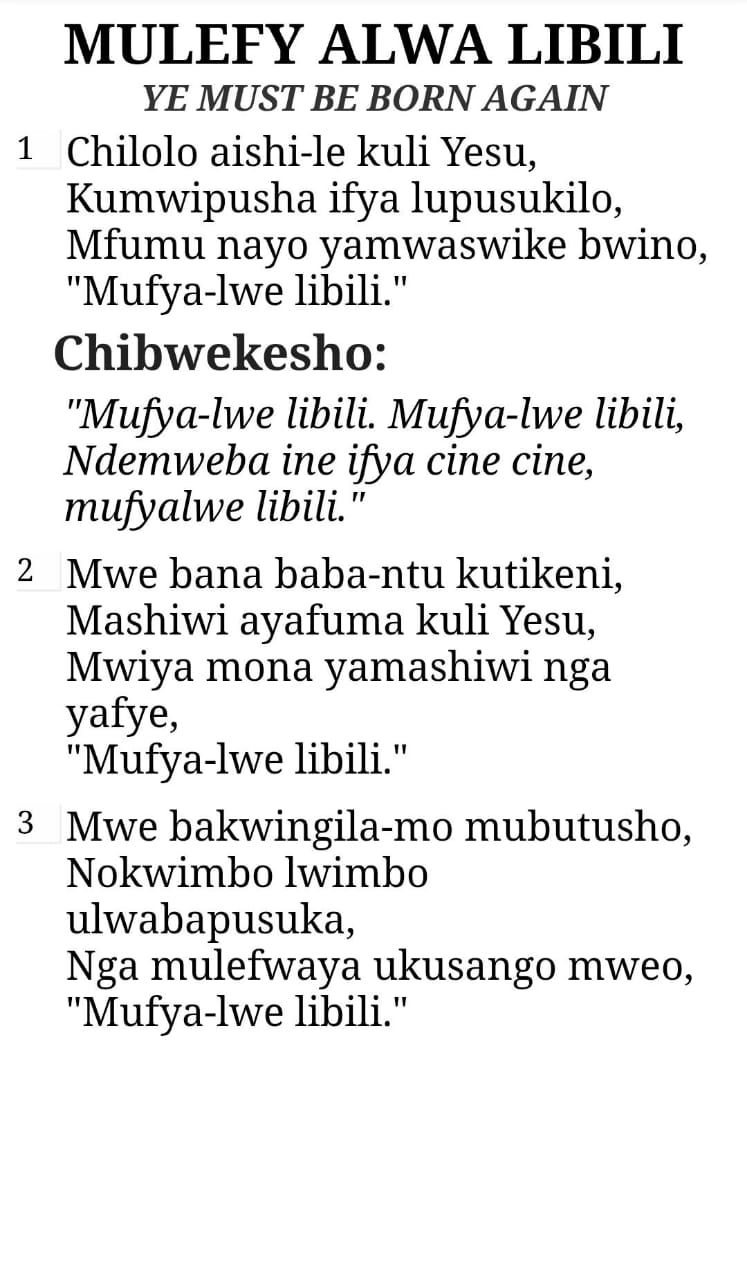 MULEFY ALWA LIBILI
YE MUST BE BORN AGAIN
1 Chilolo aishi-le kuli Yesu,
Kumwipusha ifya lupusukilo,
Mfumu nayo yamwaswike bwino,
"Mufya-lwe libili."
Chibwekesho:
"Mufya-lwe libili. Mufya-lwe libili,
Ndemweba ine ifya cine cine,
mufyalwe libili."
2 Mwe bana baba-ntu kutikeni,
Mashiwi ayafuma kuli Yesu,
Mwiya mona yamashiwi nga
yafye,
"Mufya-lwe libili."
3 Mwe bakwingila-mo mubutusho,
Nokwimbo lwimbo
ulwabapusuka,
Nga mulefwaya ukusango mweo,
"Mufya-lwe libili."